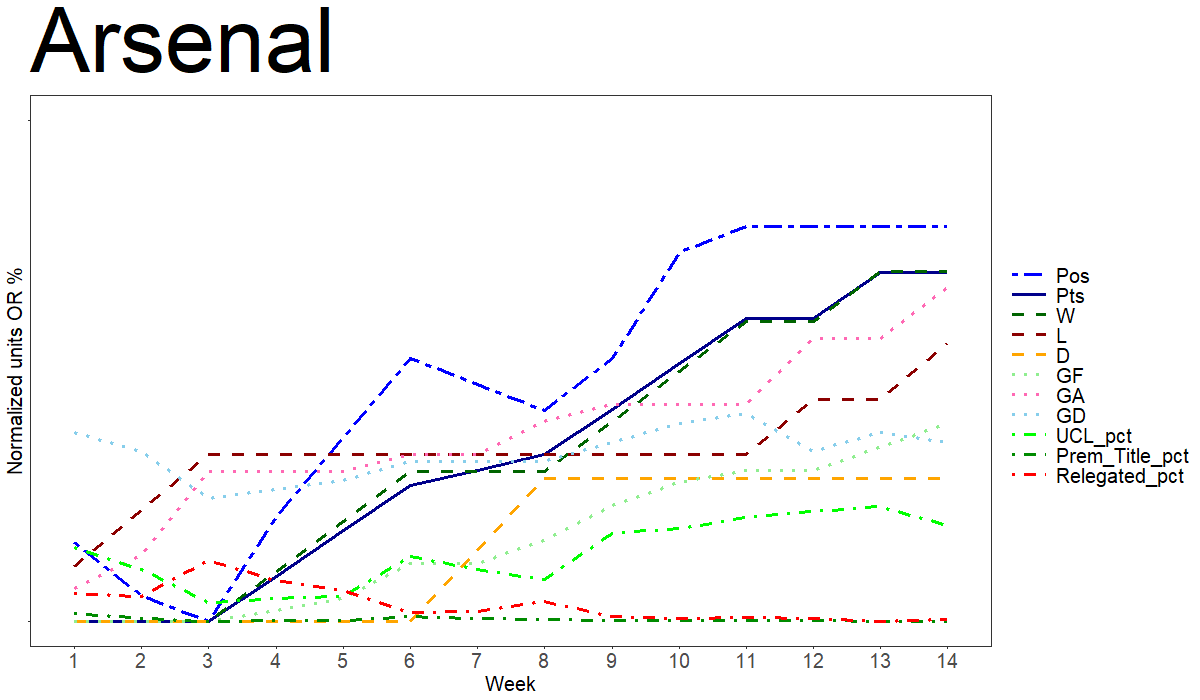 Arsenal
Normalized units OR %
1 2 3 4 5 6 7 8 9 10 11 12 13 14
Week
Pos
Pts
W
L
D
GF
GA
GD
UCL_pct
Prem_Title_pct
Relegated_pct